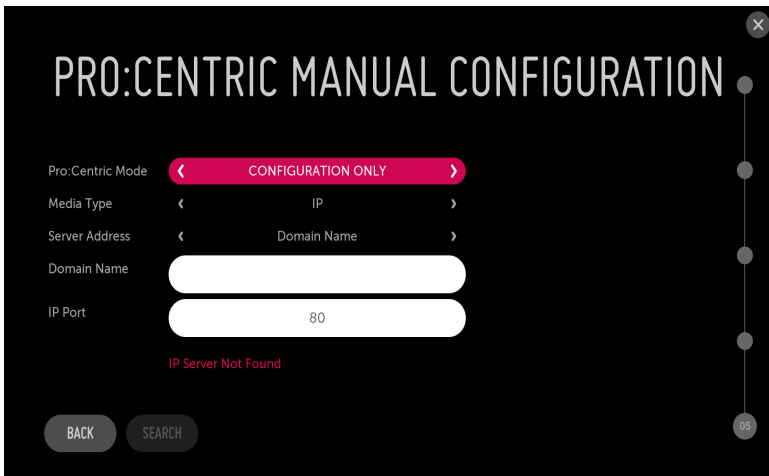 PRO:CENTRIC MANUAL CONFIGURATION
Pro:Centric Mode CONFIGURATION ONLY
Media Type IP
Server Address Domain Name
Domain Name
IP Port 80
IP Server Not Found
BACK SEARCH
05